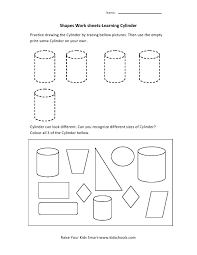 Name:
Shapes Work sheets-Learning Cylinder
Practice drawing the Cylinder by tracing bellow pictures. Then use the empty
print some Cylinder on your own.
Cylinder can look different. Can you recognize different sizes of Cylinder?
Colour all 3 of the Cylinder bellow.
Raise Your Kids Smart-www.kidschoolz.com